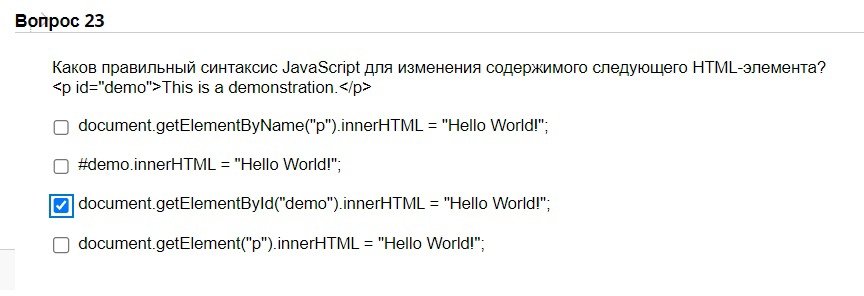 Вопрос 23
Каков правильный синтаксис JavaScript для изменения содержимого следующего HTML-элемента?
<p id="demo">This is a demonstration.</p>
document.getElementByName("p").innerHTML = "Hello World!";
#demo.innerHTML = "Hello World!";
document.getElementById("demo").innerHTML = "Hello World!";
document.getElement("p").innerHTML = "Hello World!";